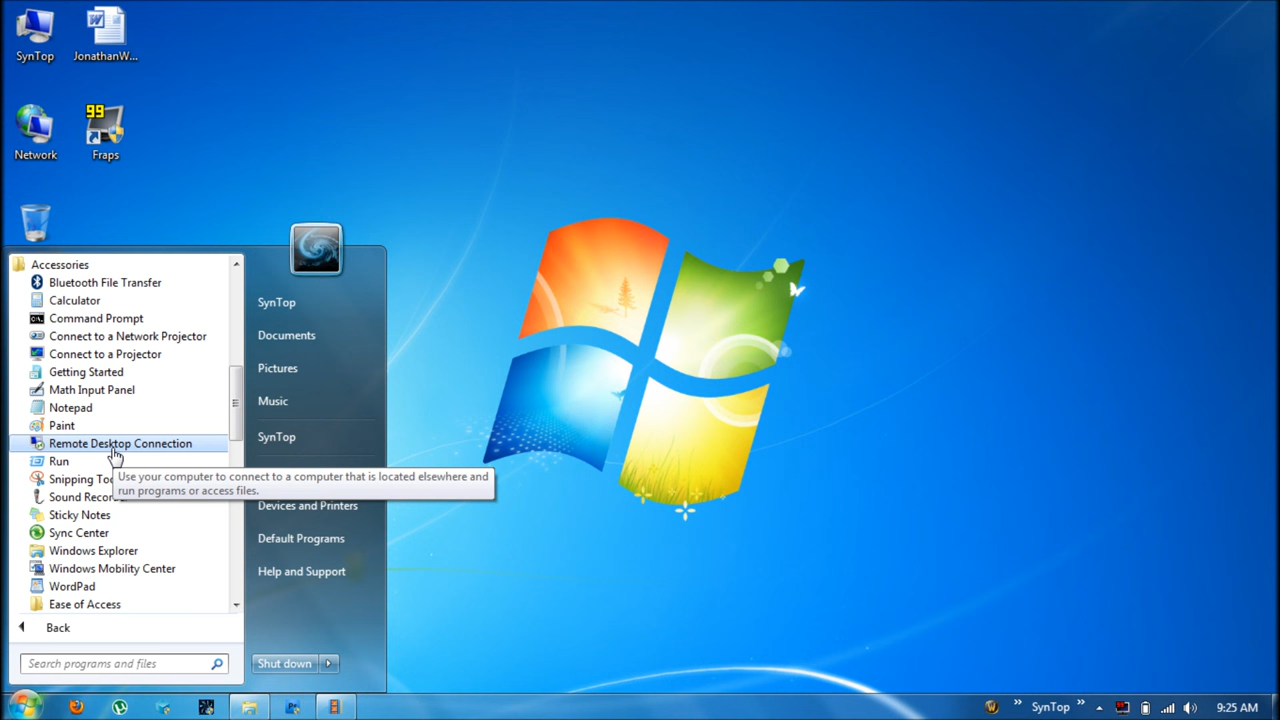 SynTop
JonathanW...
99
Network
Fraps
Accessories
Bluetooth File Transfer
Calculator
Command Prompt
Connect to a Network Projector
Connect to a Projector
Getting Started
Math Input Panel
Notepad
Paint
Remote Desktop Connection
Run
Snipping Too
Sound Recor
Sticky Notes
Sync Center
Windows Explorer
Windows Mobility Center
WordPad
Ease of Access
Back
Search programs and files
SynTop
Documents
Pictures
Music
SynTop
Use your computer to connect to a computer that is located elsewhere and
run programs or access files.
Devices and Printers
Default Programs
Help and Support
Shut down
SynTop
9:25 AM